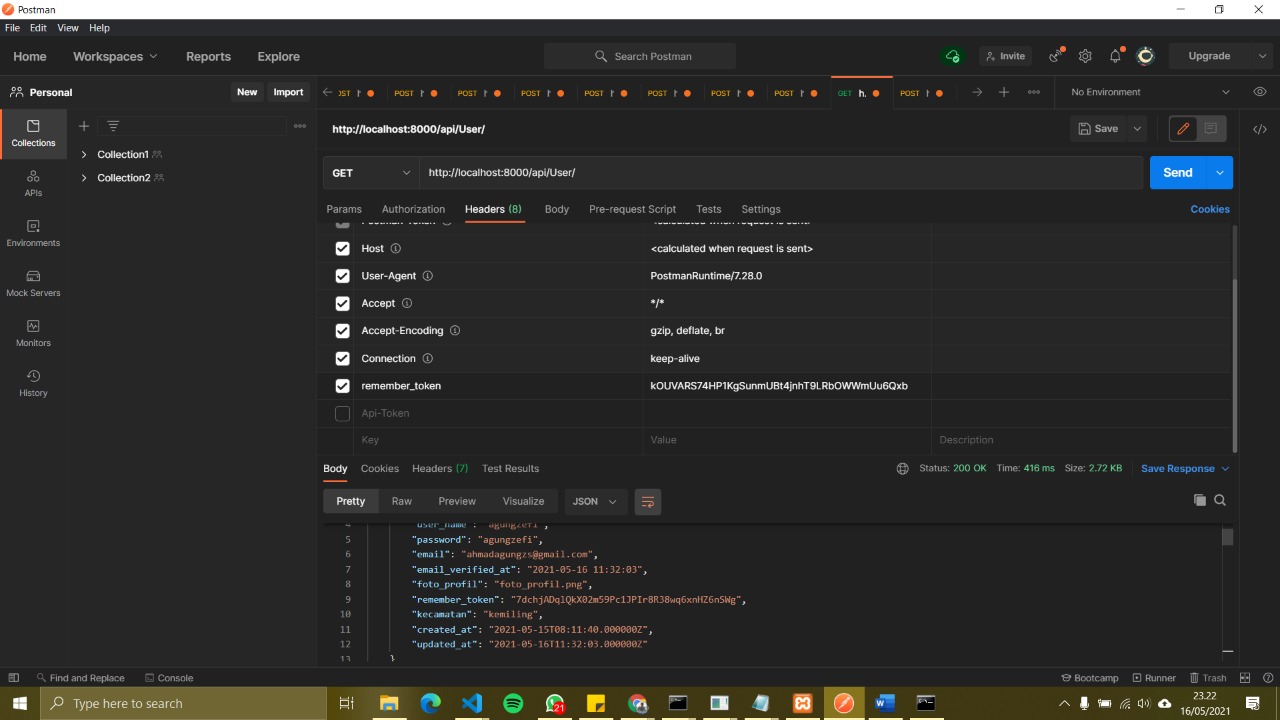 Postman
File Edit View Help
Home Workspaces Reports Explore Search Postman Invite Upgrade
Personal New Import
POST POST POST POST POST POST POST GET h. POST No Environment
Collections
APIs
Environments
Mock Servers
Monitors
History
Collection1
Collection2
http://localhost:8000/api/User/ Save
GET http://localhost:8000/api/User/ Send
Params Authorization Headers (8) Body Pre-request Script Tests Settings Cookies
Postman-Token <calculated when request is sent>
Host <calculated when request is sent>
User-Agent PostmanRuntime/7.28.0
Accept */*
Accept-Encoding gzip, deflate, br
Connection keep-alive
remember_token kOUVARS74HP1KgSunmUBt4jnhT9LRbOWWmUu6Qxb
Api-Token
Key Value Description
Body Cookies Headers (7) Test Results Status: 200 OK Time: 416 ms Size: 2.72 KB Save Response
Pretty Raw Preview Visualize JSON
4 "user_name": "agungzefi",
5 "password": "agungzefi",
6 "email": "ahmadagungzs@gmail.com",
7 "email_verified_at": "2021-05-16 11:32:03",
8 "foto_profil": "foto_profil.png",
9 "remember_token": "7dchjADqlQkX02m59Pc1JPIr8R38wq6xnHZ6nSWg",
10 "kecamatan": "kemiling",
11 "created_at": "2021-05-15T08:11:40.000000Z",
12 "updated_at": "2021-05-16T11:32:03.000000Z"
13 }
Find and Replace Console Bootcamp Runner Trash
Type here to search 21 23.22
16/05/2021